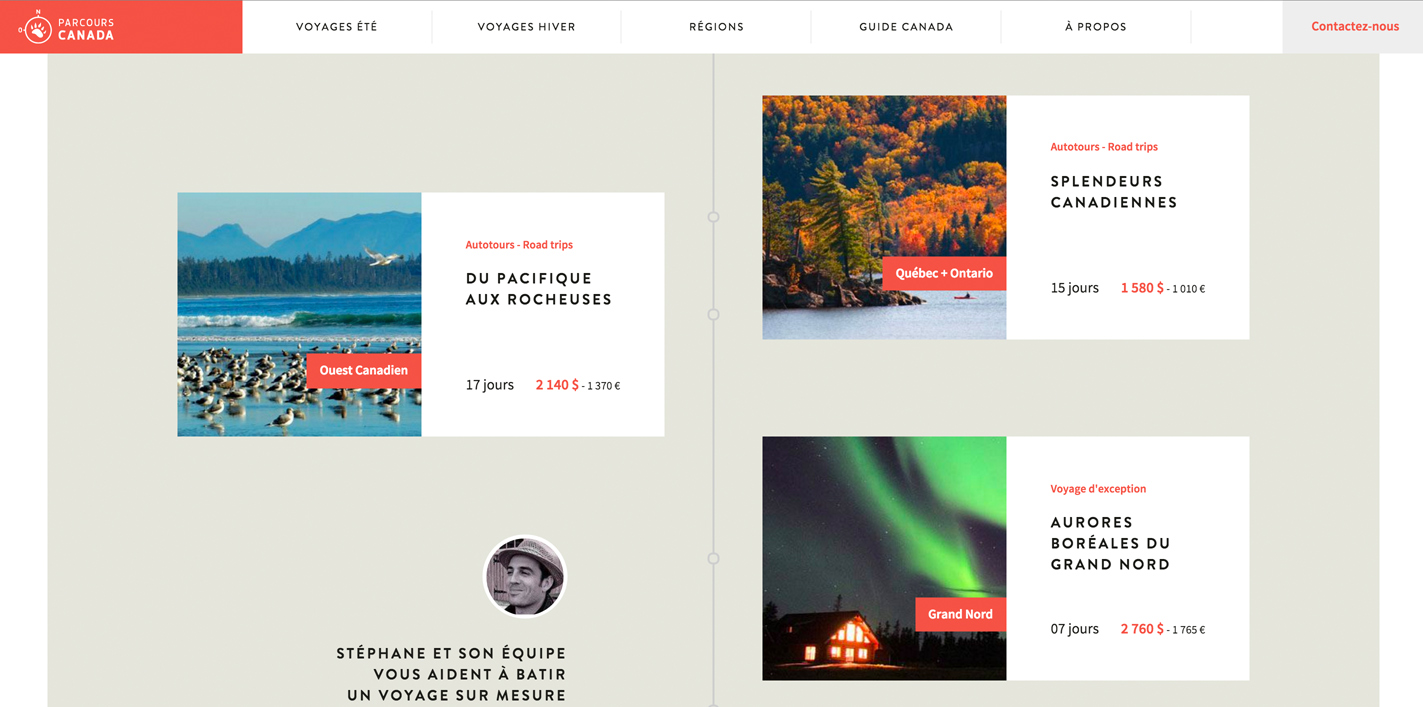 N
O
PARCOURS
CANADA
VOYAGES ÉTÉ
VOYAGES HIVER
RÉGIONS
GUIDE CANADA
À PROPOS
Contactez-nous
Autotours - Road trips
SPLENDEURS
CANADIENNES
Québec + Ontario
15 jours 1 580 $ - 1 010 €
Autotours - Road trips
DU PACIFIQUE
AUX ROCHEUSES
Ouest Canadien
17 jours 2 140 $ - 1 370 €
Voyage d'exception
AURORES
BORÉALES DU
GRAND NORD
Grand Nord
07 jours 2 760 $ - 1 765 €
STÉPHANE ET SON ÉQUIPE
VOUS AIDENT À BATIR
UN VOYAGE SUR MESURE